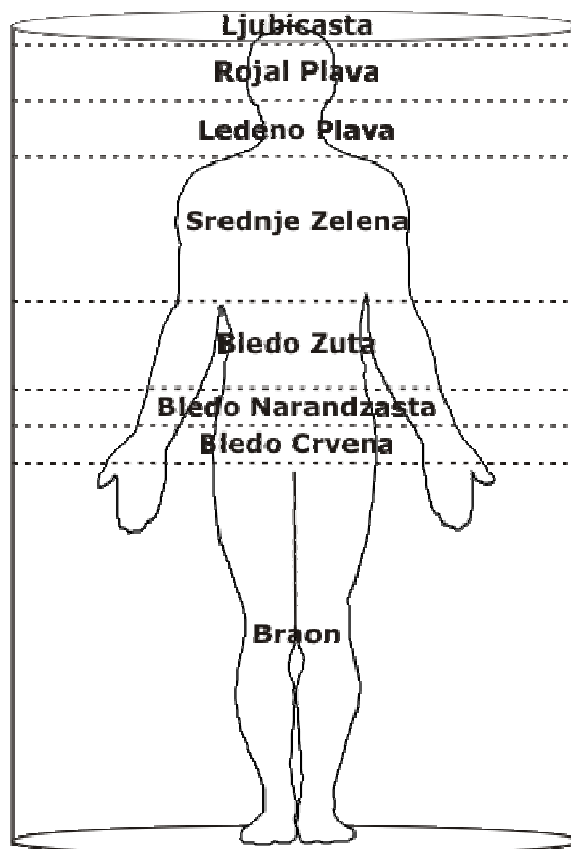 Ljubicasta
Rojal Plava
Ledeno Plava
Srednje Zelena
Bledo Zuta
Bledo Narandzasta
Bledo Crvena
Braon